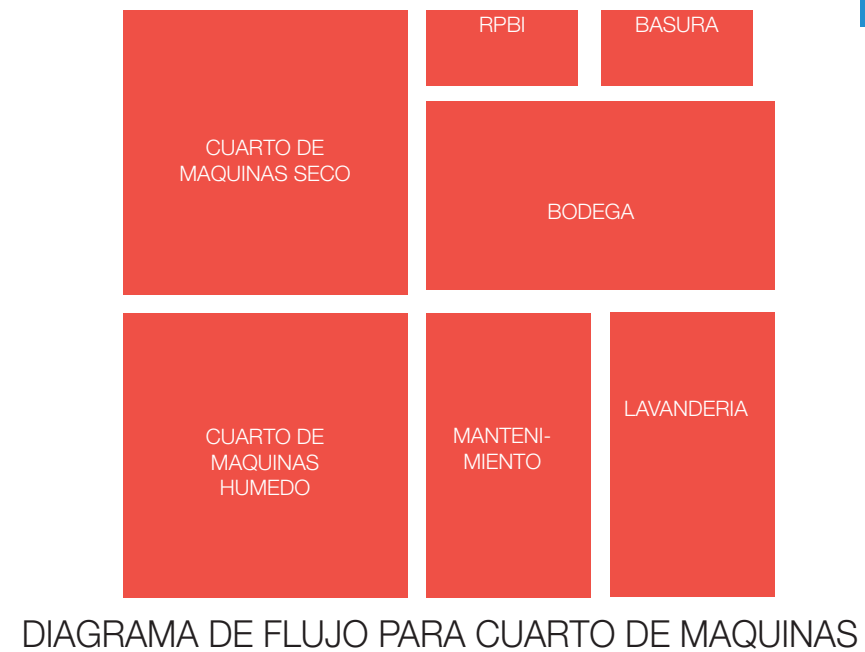 RPBI
BASURA
CUARTO DE
MAQUINAS SECO
BODEGA
CUARTO DE
MAQUINAS
HUMEDO
MANTENI-
MIENTO
LAVANDERIA
DIAGRAMA DE FLUJO PARA CUARTO DE MAQUINAS